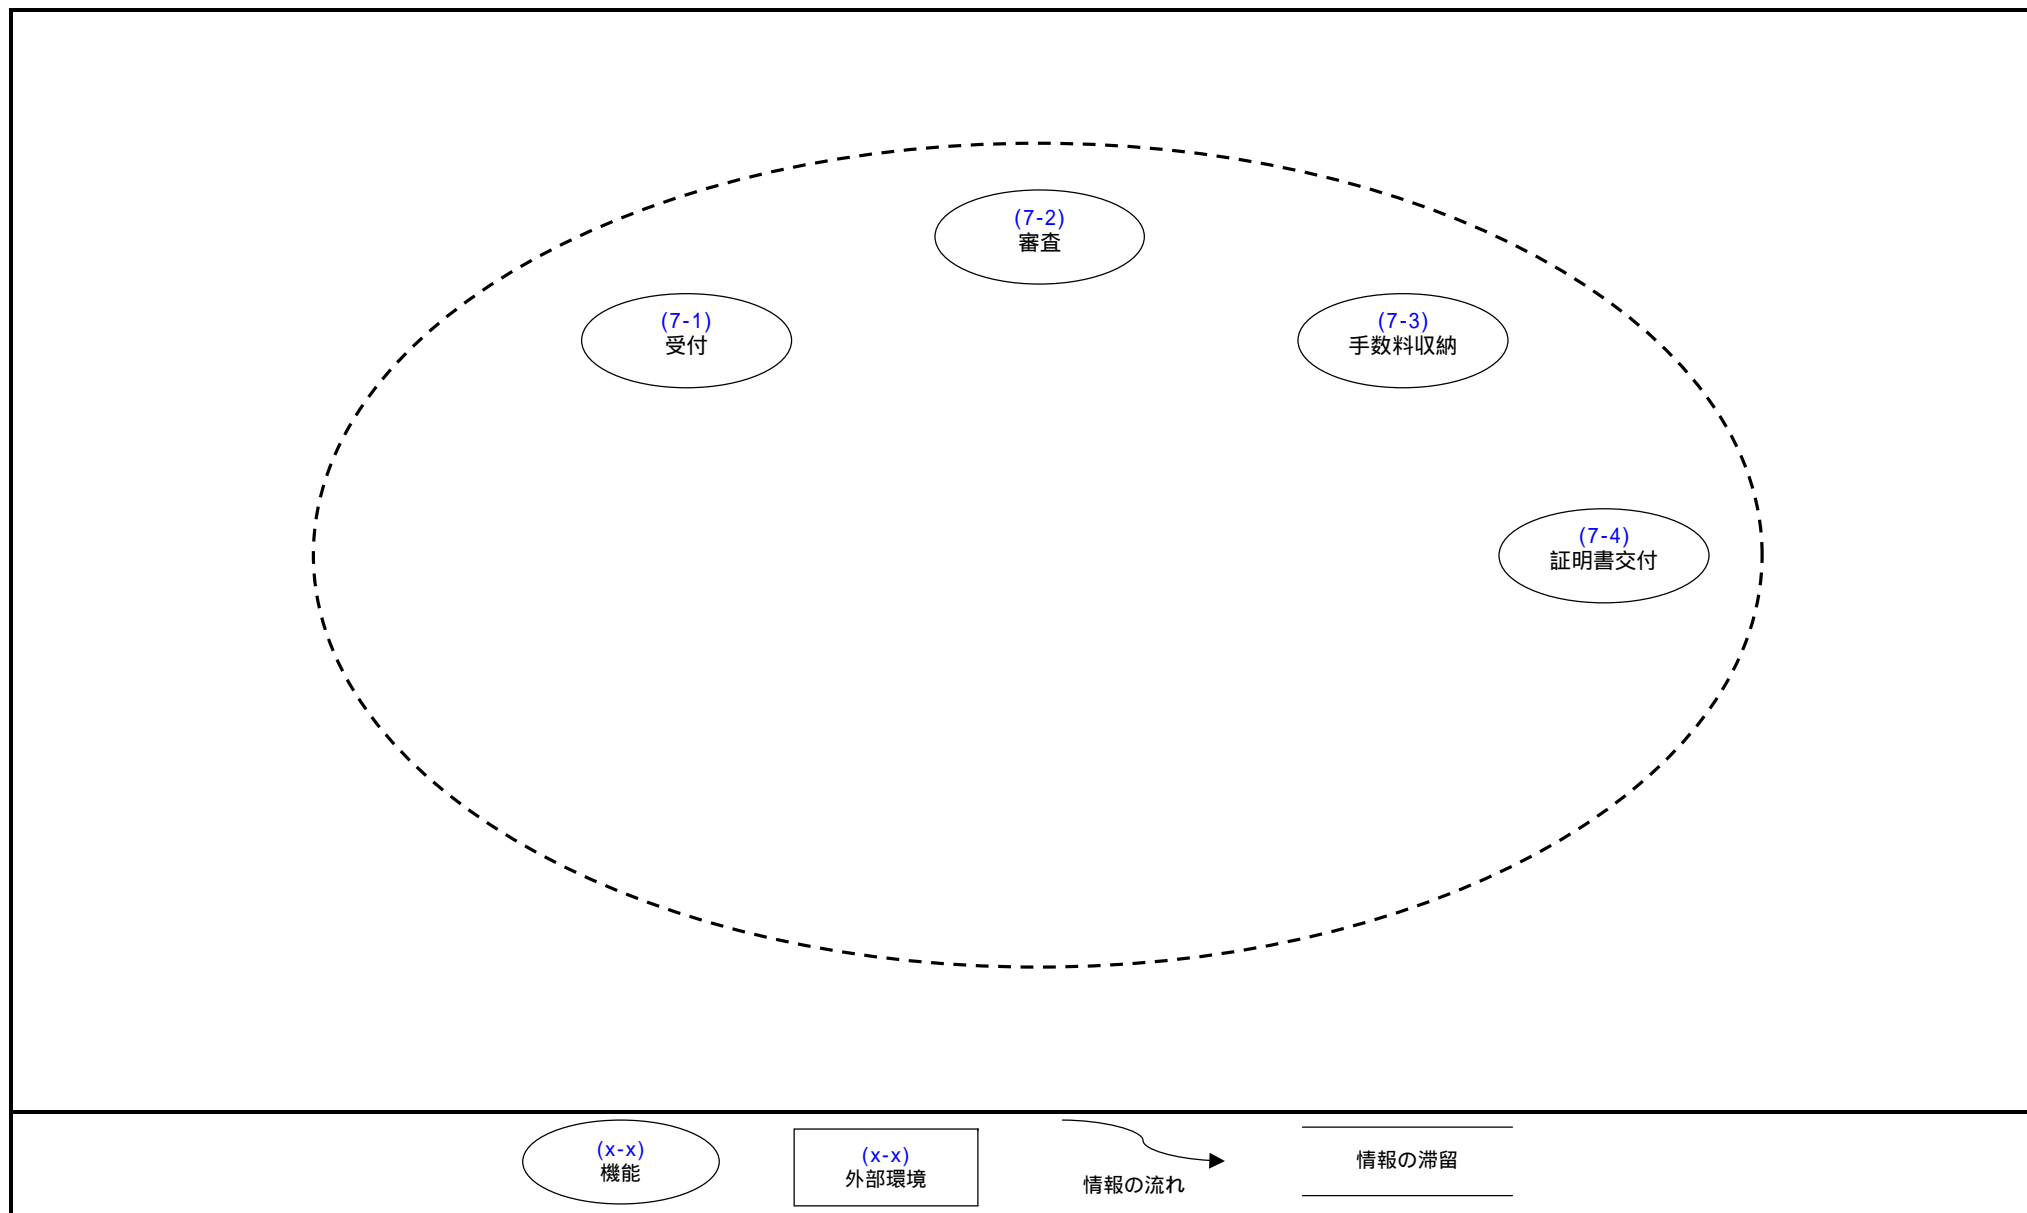 (7-2)
審査
(7-1)
受付
(7-3)
手数料収納
(7-4)
証明書交付
(x-x)
機能
(x-x)
外部環境
情報の流れ
情報の滞留